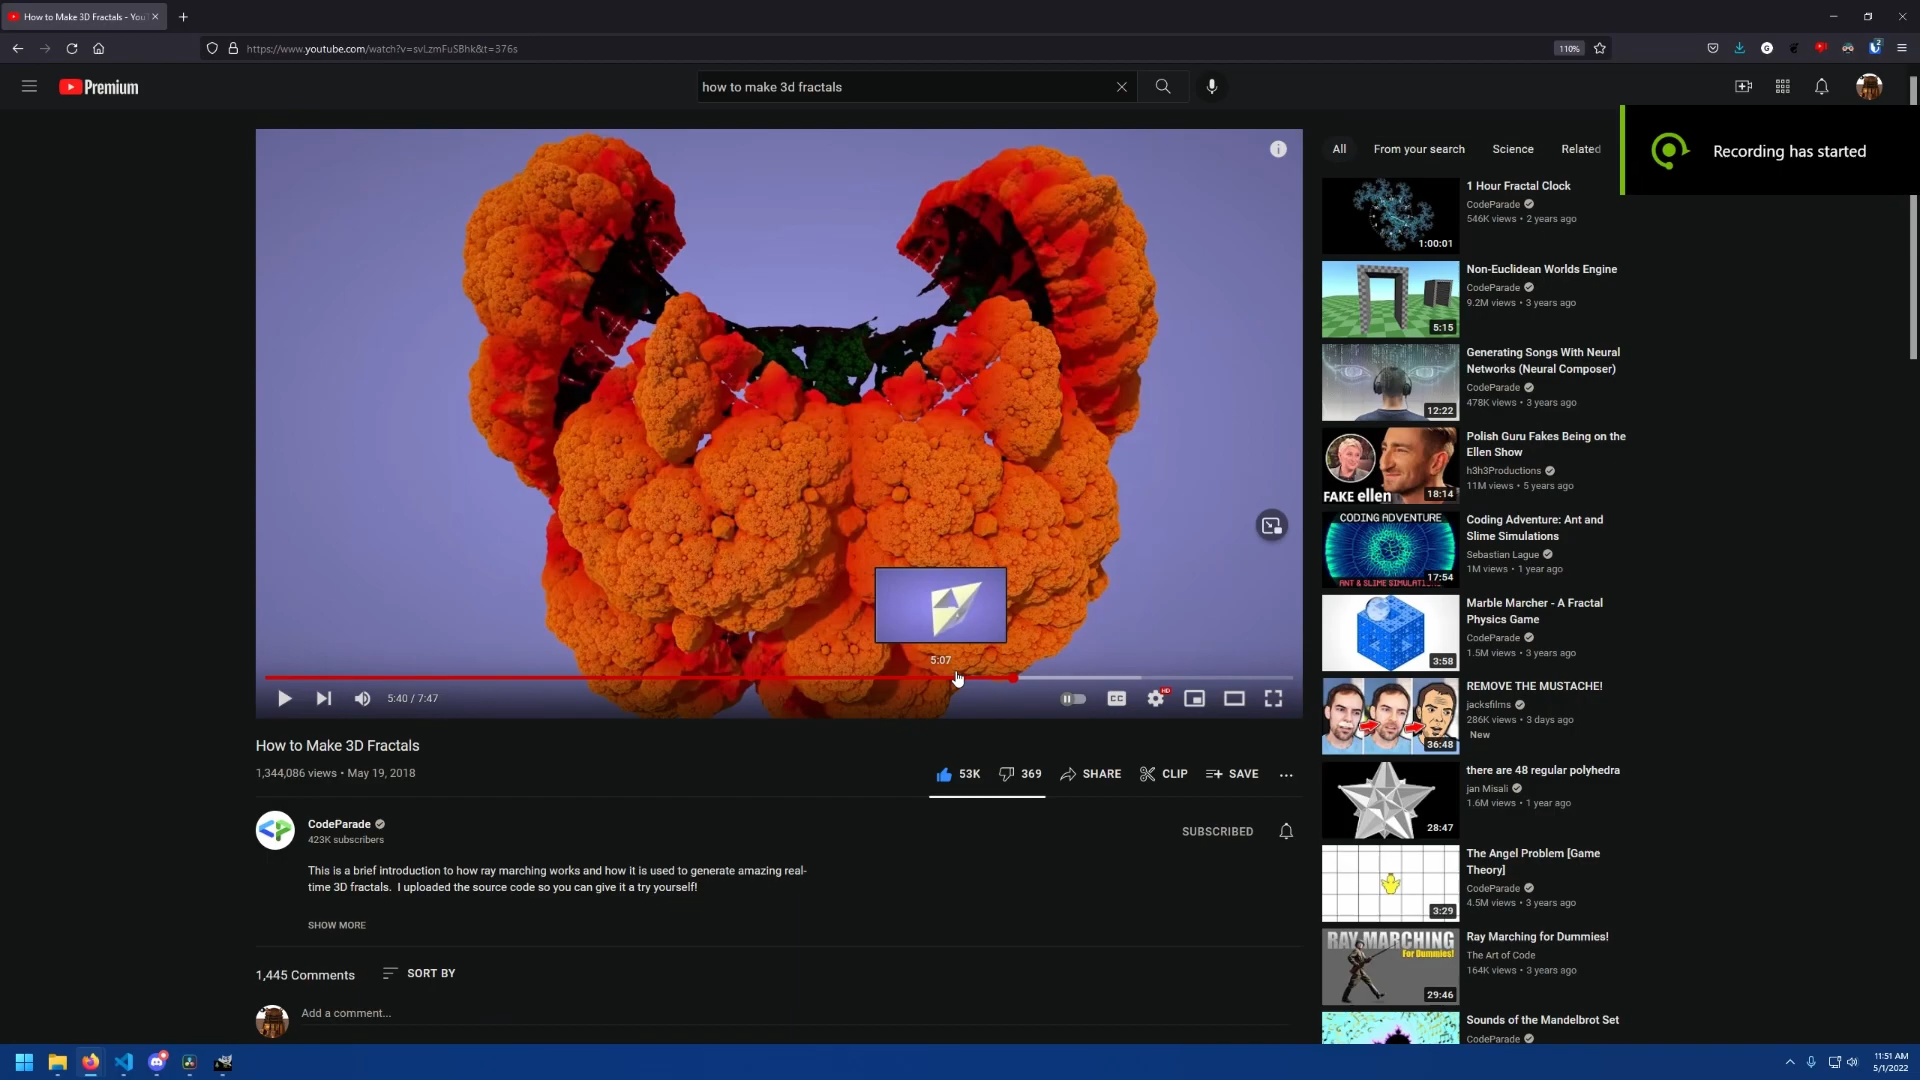 How to Make 3D Fractals - You
https://www.youtube.com/watch?v=svLzmFuSBhk&t=376s
110%
2
Premium
how to make 3d fractals
Recording has started
5:07
5:40 / 7:47
CC
HD
How to Make 3D Fractals
1,344,086 views • May 19, 2018
53K
369
SHARE
CLIP
SAVE
CodeParade
423K subscribers
SUBSCRIBED
This is a brief introduction to how ray marching works and how it is used to generate amazing real-
time 3D fractals. I uploaded the source code so you can give it a try yourself!
SHOW MORE
1,445 Comments
SORT BY
Add a comment...
All
From your search
Science
Related
1:00:01
1 Hour Fractal Clock
CodeParade
546K views • 2 years ago
5:15
Non-Euclidean Worlds Engine
CodeParade
9.2M views • 3 years ago
12:22
Generating Songs With Neural
Networks (Neural Composer)
CodeParade
478K views • 3 years ago
FAKE ellen
18:14
Polish Guru Fakes Being on the
Ellen Show
h3h3Productions
11M views • 5 years ago
CODING ADVENTURE
ANT & SLIME SIMULATIONS
17:54
Coding Adventure: Ant and
Slime Simulations
Sebastian Lague
1M views • 1 year ago
3:58
Marble Marcher - A Fractal
Physics Game
CodeParade
1.5M views • 3 years ago
36:48
REMOVE THE MUSTACHE!
jacksfilms
286K views • 3 days ago
New
28:47
there are 48 regular polyhedra
jan Misali
1.6M views • 1 year ago
3:29
The Angel Problem [Game
Theory]
CodeParade
4.5M views • 3 years ago
RAY MARCHING
For Dummies!
29:46
Ray Marching for Dummies!
The Art of Code
164K views • 3 years ago
Sounds of the Mandelbrot Set
CodeParade
11:51 AM
5/1/2022